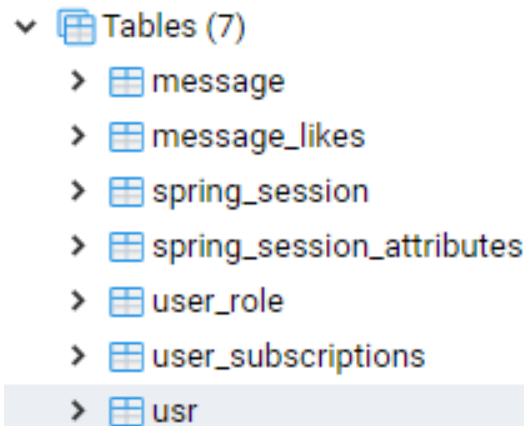 Tables (7)
message
message_likes
spring_session
spring_session_attributes
user_role
user_subscriptions
usr